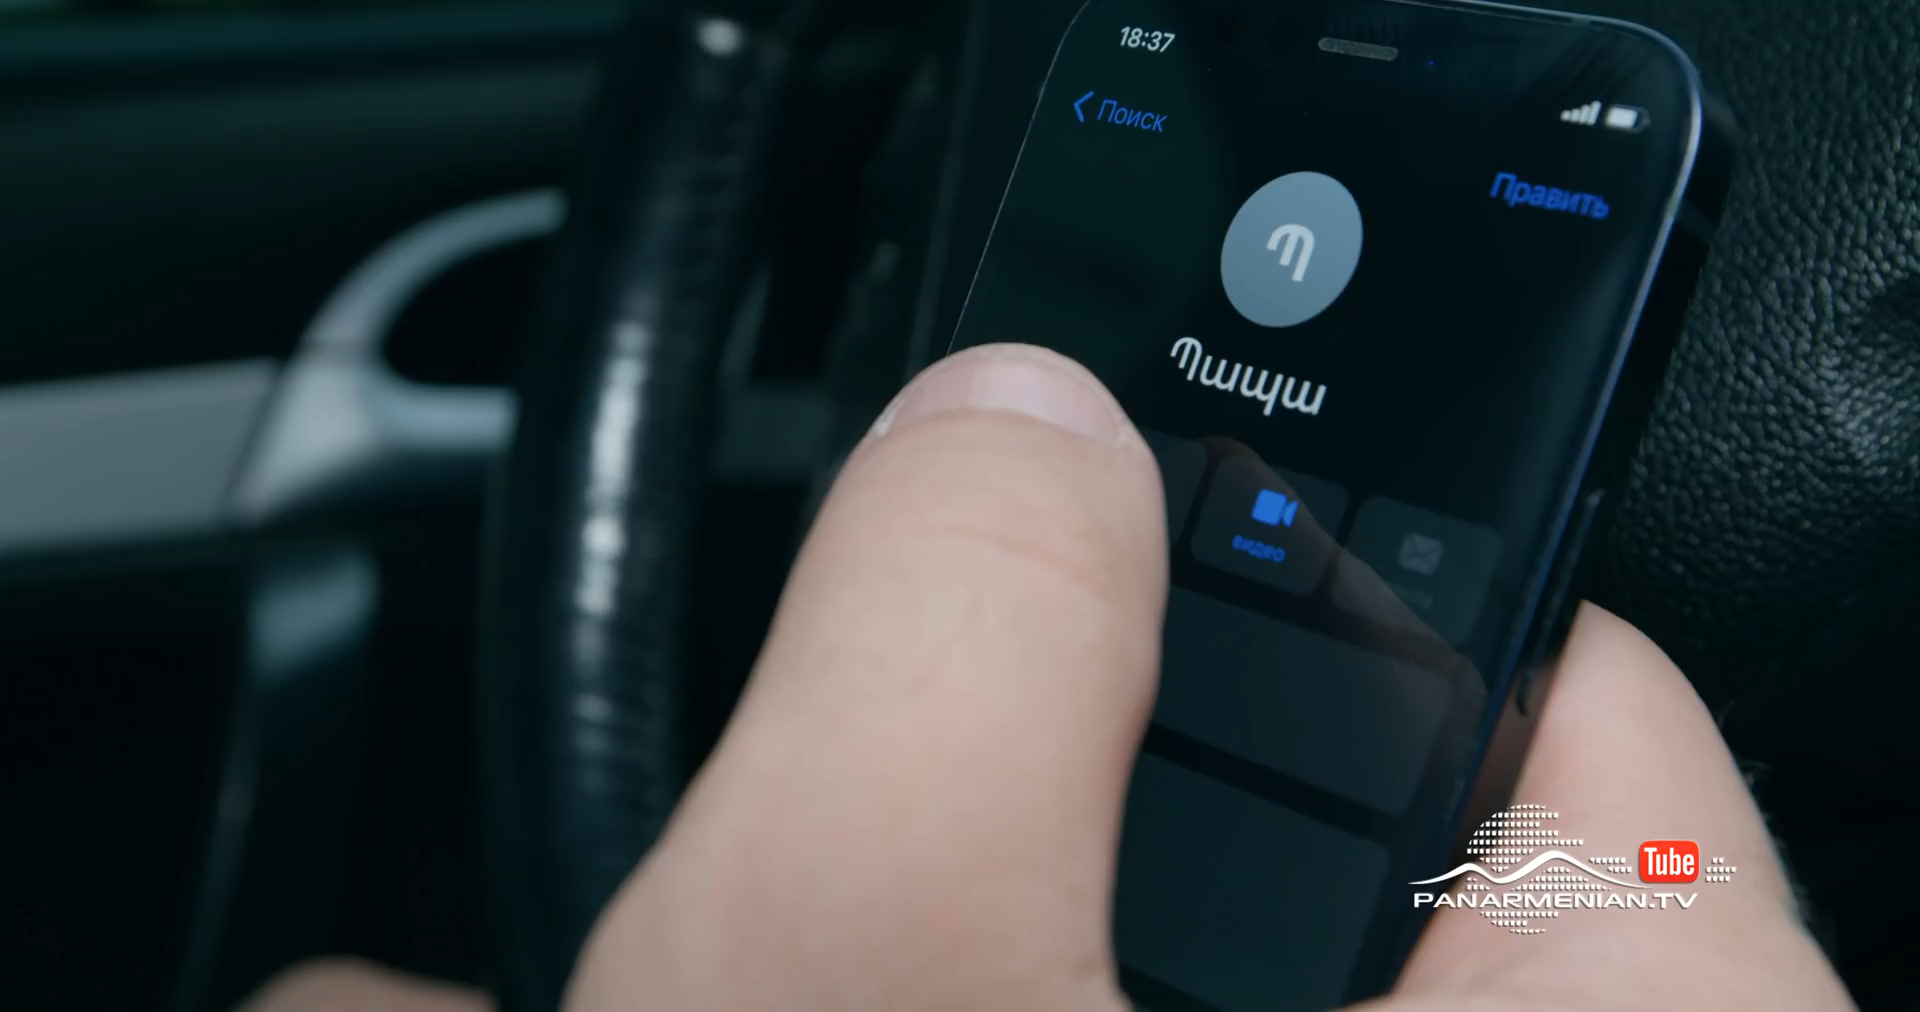 18:37
Поиск
Править
Պ
Պապա
видео
Tube
PANARMENIAN.TV